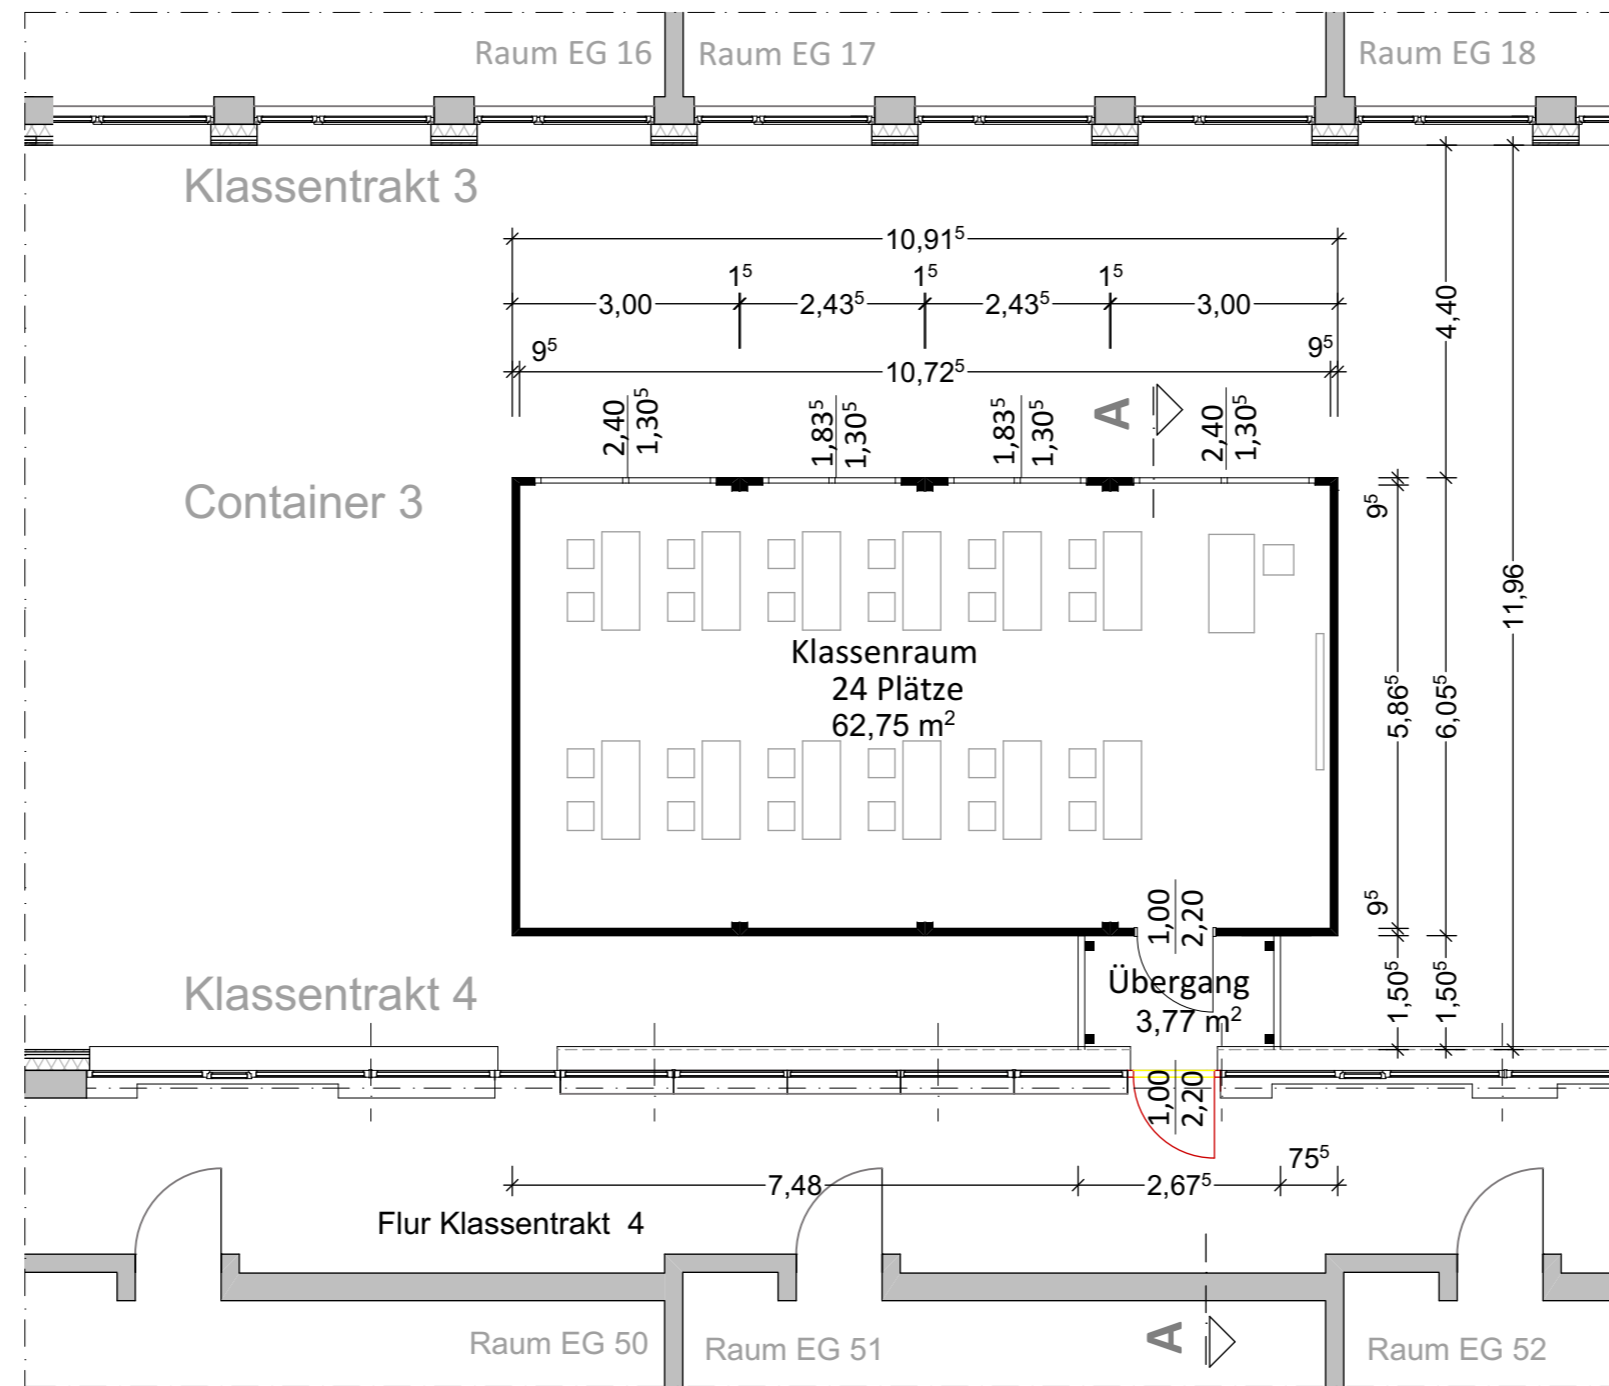 Raum EG 16
Raum EG 17
Raum EG 18
Klassentrakt 3
10,91⁵
1⁵
1⁵
1⁵
3,00
2,43⁵
2,43⁵
3,00
9⁵
10,72⁵
9⁵
4,40
2,40
1,30⁵
1,83⁵
1,30⁵
1,83⁵
1,30⁵
A
2,40
1,30⁵
Container 3
9⁵
11,96
Klassenraum
24 Plätze
62,75 m²
5,86⁵
6,05⁵
9⁵
1,00
2,20
Klassentrakt 4
Übergang
3,77 m²
1,50⁵
1,50⁵
1,00
2,20
7,48
2,67⁵
75⁵
Flur Klassentrakt 4
Raum EG 50
Raum EG 51
A
Raum EG 52